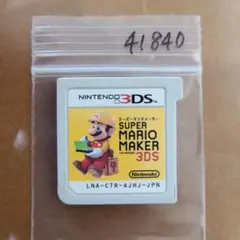 41840
NINTENDO 3DS
スーパーマリオメーカー
SUPER
MARIO
MAKER
3DS
Nintendo
LNA-CTR-AJHJ-JPN